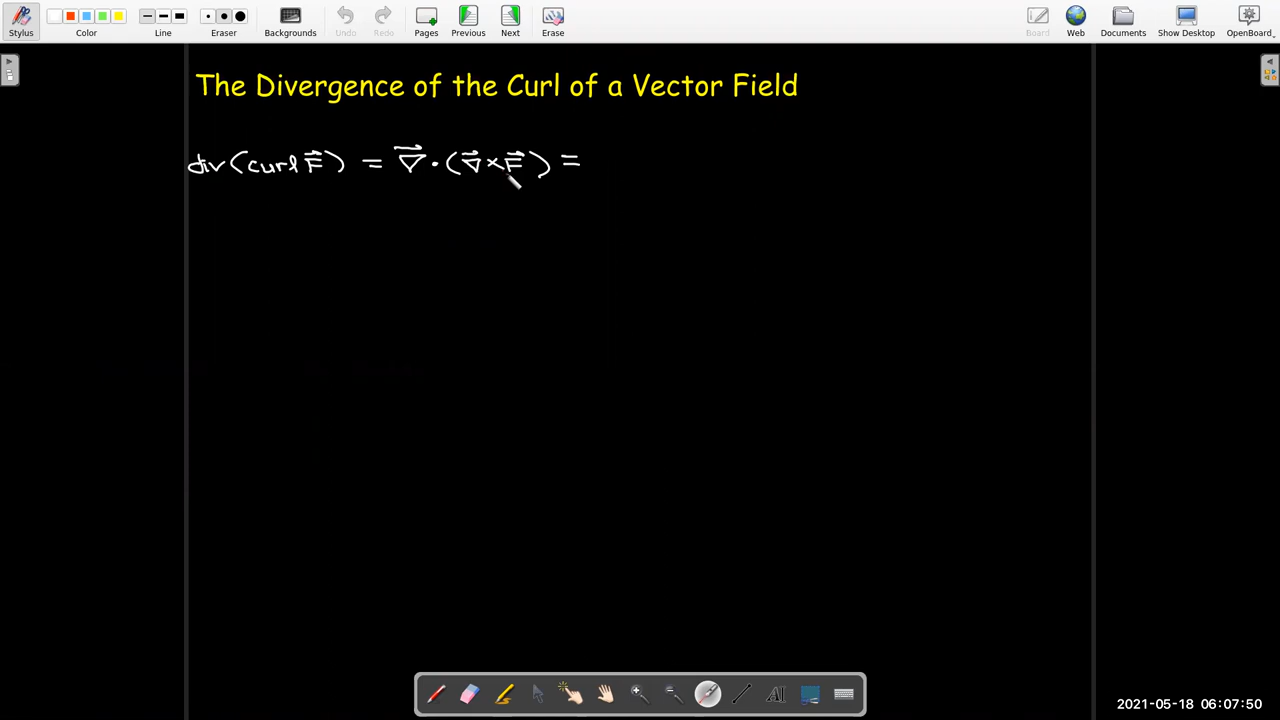 Stylus
Color
Line
Eraser
Backgrounds
Undo
Redo
Pages
Previous
Next
Erase
Board
Web
Documents
Show Desktop
OpenBoard
The Divergence of the Curl of a Vector Field
div(curl F⃗) = ∇⃗·(∇⃗×F⃗) =
AI
2021-05-18 06:07:50